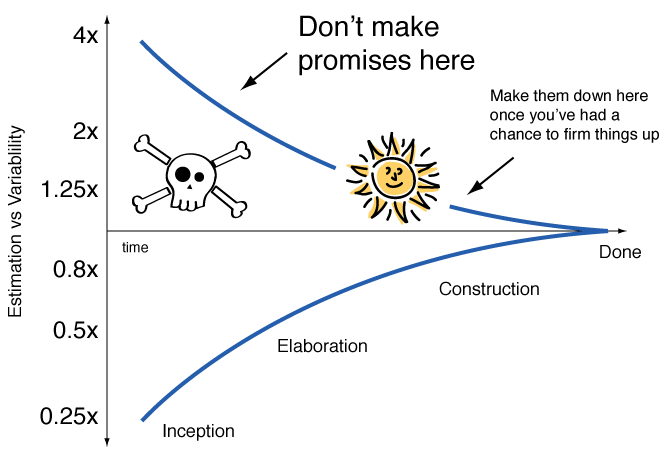 4x
Don't make
promises here
Make them down here
once you've had a
chance to firm things up
2x
1.25x
Estimation vs Variablility
time
Done
0.8x
Construction
0.5x
Elaboration
0.25x
Inception